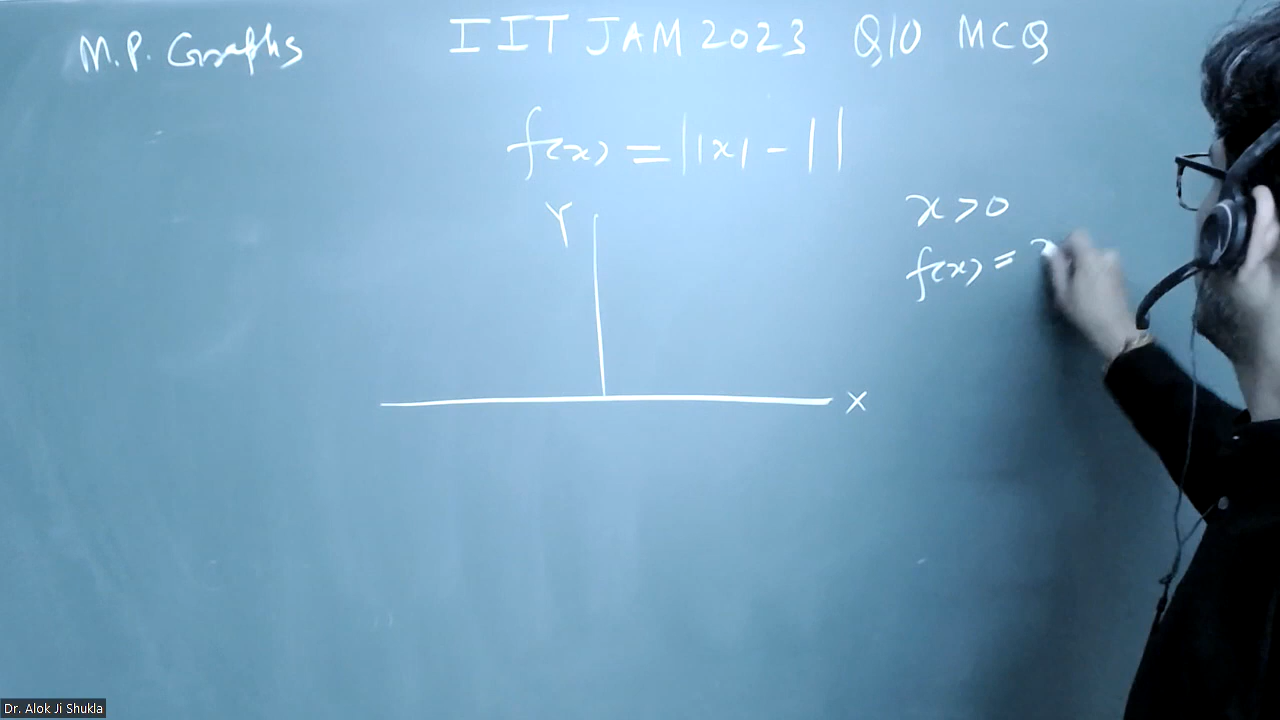 M.P. Graphs
IIT JAM 2023 Q10 MCQ
f(x) = ||x| - 1|
Y
x > 0
f(x) = x
X
Dr. Alok Ji Shukla